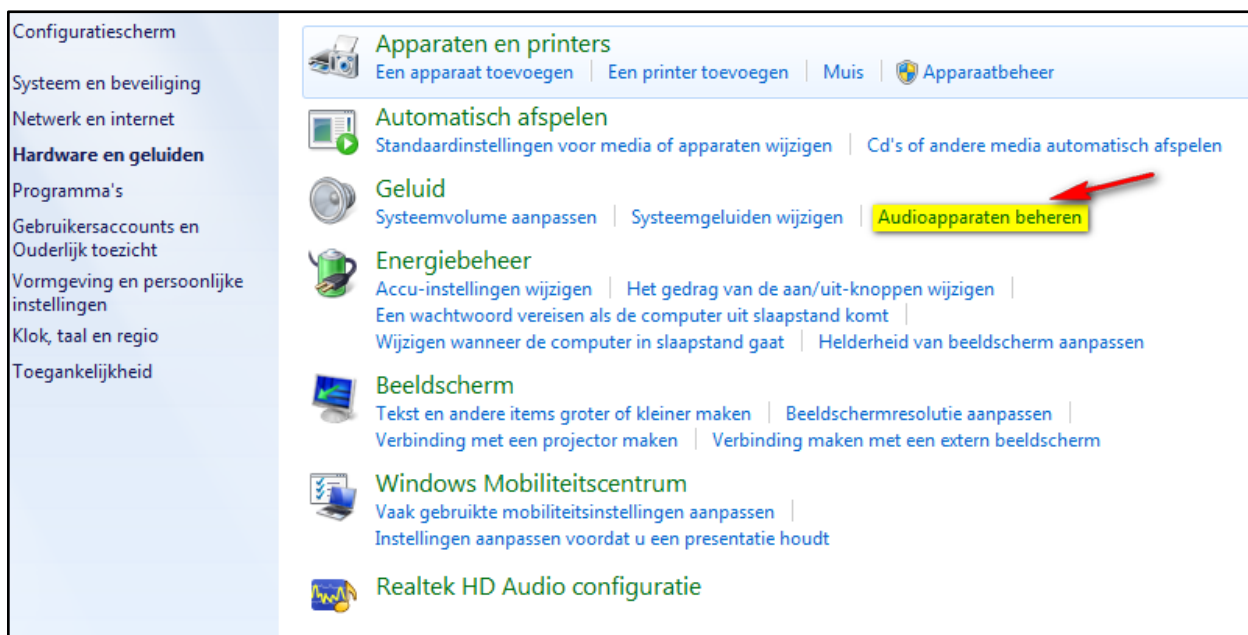 Configuratiescherm
Systeem en beveiliging
Netwerk en internet
Hardware en geluiden
Programma's
Gebruikersaccounts en
Ouderlijk toezicht
Vormgeving en persoonlijke
instellingen
Klok, taal en regio
Toegankelijkheid
Apparaten en printers
Een apparaat toevoegen Een printer toevoegen Muis Apparaatbeheer
Automatisch afspelen
Standaardinstellingen voor media of apparaten wijzigen Cd's of andere media automatisch afspelen
Geluid
Systeemvolume aanpassen Systeemgeluiden wijzigen Audioapparaten beheren
Energiebeheer
Accu-instellingen wijzigen Het gedrag van de aan/uit-knoppen wijzigen
Een wachtwoord vereisen als de computer uit slaapstand komt
Wijzigen wanneer de computer in slaapstand gaat Helderheid van beeldscherm aanpassen
Beeldscherm
Tekst en andere items groter of kleiner maken Beeldschermresolutie aanpassen
Verbinding met een projector maken Verbinding maken met een extern beeldscherm
Windows Mobiliteitscentrum
Vaak gebruikte mobiliteitsinstellingen aanpassen
Instellingen aanpassen voordat u een presentatie houdt
Realtek HD Audio configuratie